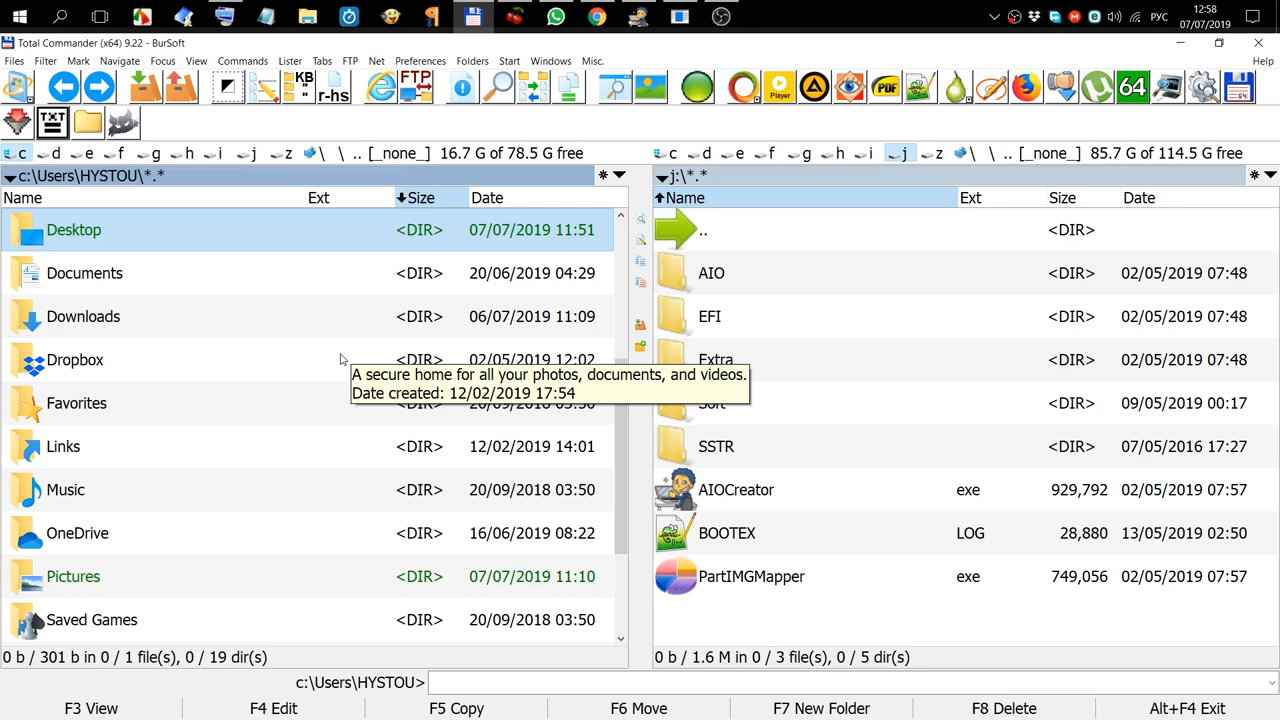 РУС
12:58
07/07/2019
Total Commander (x64) 9.22 - BurSoft
Files Filter Mark Navigate Focus View Commands Lister Tabs FTP Net Preferences Folders Start Windows Misc. Help
KB
r-hs
FTP
Player
PDF
64
TXT
c d e f g h i j z \ \ .. [_none_] 16.7 G of 78.5 G free
c d e f g h i j z \ \ .. [_none_] 85.7 G of 114.5 G free
c:\Users\HYSTOU\*.* * 
j:\*.* *
Name Ext Size Date
Desktop <DIR> 07/07/2019 11:51
Documents <DIR> 20/06/2019 04:29
Downloads <DIR> 06/07/2019 11:09
Dropbox <DIR> 02/05/2019 12:02
A secure home for all your photos, documents, and videos.
Date created: 12/02/2019 17:54
Favorites
Links <DIR> 12/02/2019 14:01
Music <DIR> 20/09/2018 03:50
OneDrive <DIR> 16/06/2019 08:22
Pictures <DIR> 07/07/2019 11:10
Saved Games <DIR> 20/09/2018 03:50
0 b / 301 b in 0 / 1 file(s), 0 / 19 dir(s)
Name Ext Size Date
.. <DIR>
AIO <DIR> 02/05/2019 07:48
EFI <DIR> 02/05/2019 07:48
Extra <DIR> 02/05/2019 07:48
Soft <DIR> 09/05/2019 00:17
SSTR <DIR> 07/05/2016 17:27
AIOCreator exe 929,792 02/05/2019 07:57
BOOTEX LOG 28,880 13/05/2019 02:50
PartIMGMapper exe 749,056 02/05/2019 07:57
0 b / 1.6 M in 0 / 3 file(s), 0 / 5 dir(s)
c:\Users\HYSTOU>
F3 View F4 Edit F5 Copy F6 Move F7 New Folder F8 Delete Alt+F4 Exit